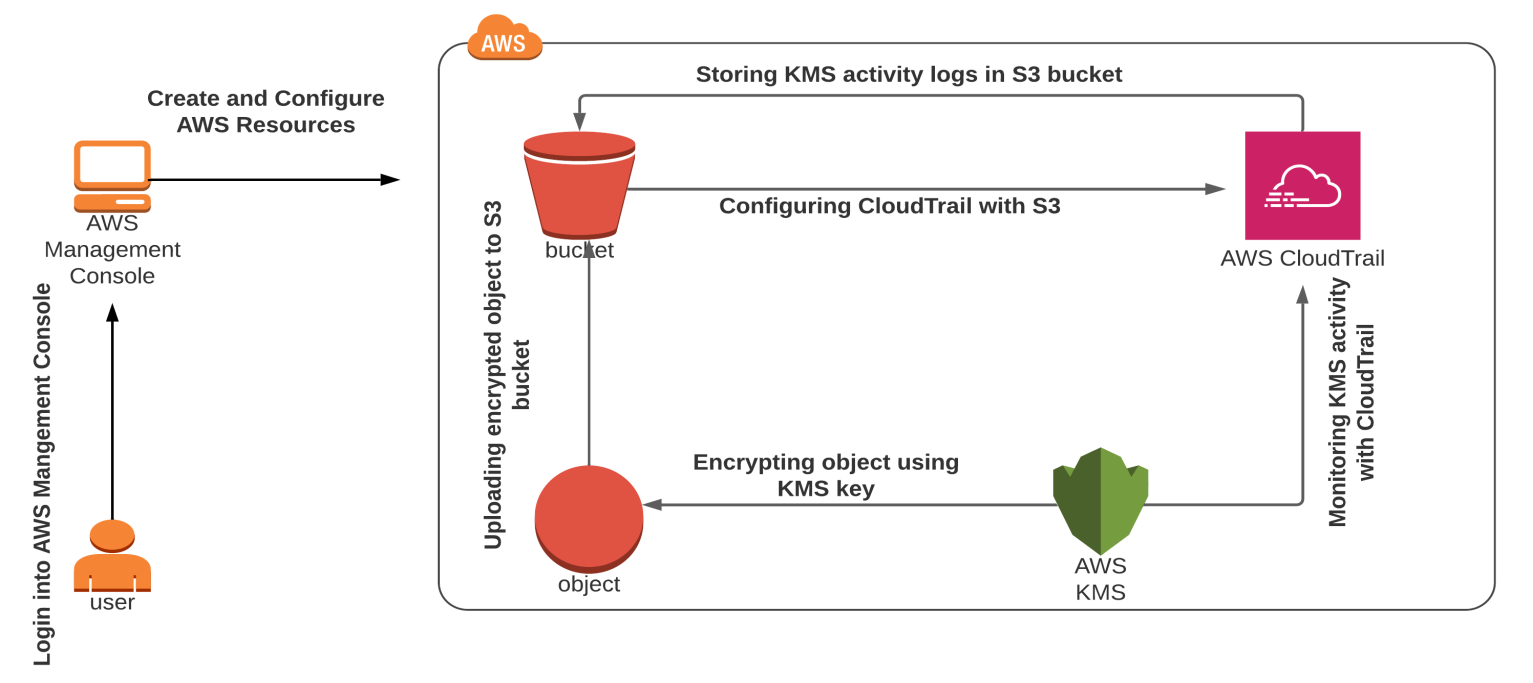 AWS
Storing KMS activity logs in S3 bucket
Create and Configure
AWS Resources
AWS
Management
Console
Login into AWS Mangement Console
user
bucket
Configuring CloudTrail with S3
AWS CloudTrail
Uploading encrypted object to S3
bucket
Monitoring KMS activity
with CloudTrail
Encrypting object using
KMS key
object
AWS
KMS